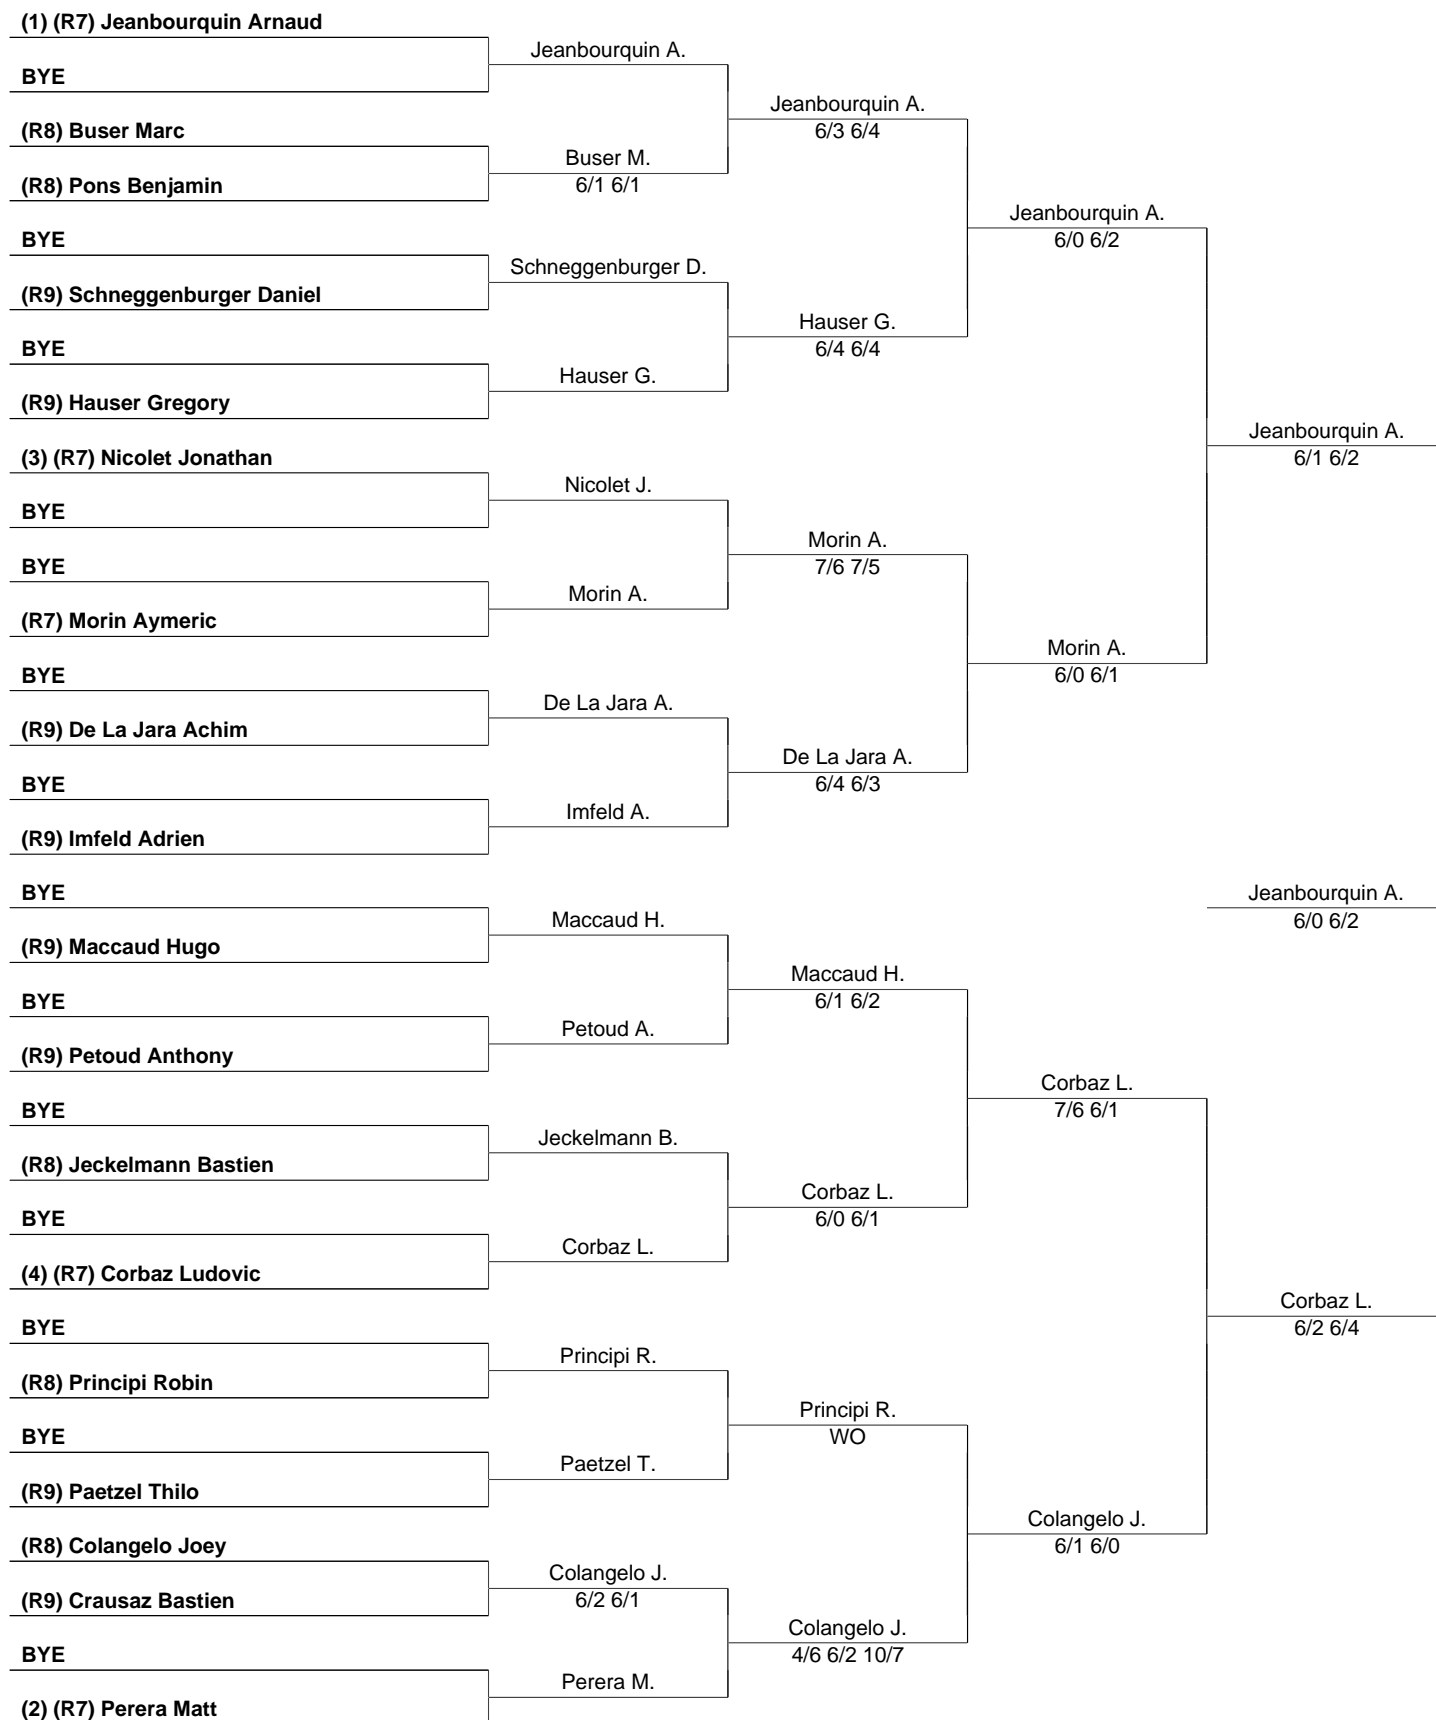 (1) (R7) Jeanbourquin Arnaud
Jeanbourquin A.
BYE
Jeanbourquin A.
6/3 6/4
(R8) Buser Marc
Buser M.
6/1 6/1
(R8) Pons Benjamin
Jeanbourquin A.
6/0 6/2
BYE
Schneggenburger D.
(R9) Schneggenburger Daniel
Hauser G.
6/4 6/4
BYE
Hauser G.
(R9) Hauser Gregory
Jeanbourquin A.
6/1 6/2
(3) (R7) Nicolet Jonathan
Nicolet J.
BYE
Morin A.
7/6 7/5
BYE
Morin A.
(R7) Morin Aymeric
Morin A.
6/0 6/1
BYE
De La Jara A.
(R9) De La Jara Achim
De La Jara A.
6/4 6/3
BYE
Imfeld A.
(R9) Imfeld Adrien
Jeanbourquin A.
6/0 6/2
BYE
Maccaud H.
(R9) Maccaud Hugo
Maccaud H.
6/1 6/2
BYE
Petoud A.
(R9) Petoud Anthony
Corbaz L.
7/6 6/1
BYE
Jeckelmann B.
(R8) Jeckelmann Bastien
Corbaz L.
6/0 6/1
BYE
Corbaz L.
(4) (R7) Corbaz Ludovic
Corbaz L.
6/2 6/4
BYE
Principi R.
(R8) Principi Robin
Principi R.
WO
BYE
Paetzel T.
(R9) Paetzel Thilo
Colangelo J.
6/1 6/0
(R8) Colangelo Joey
Colangelo J.
6/2 6/1
(R9) Crausaz Bastien
Colangelo J.
4/6 6/2 10/7
BYE
Perera M.
(2) (R7) Perera Matt